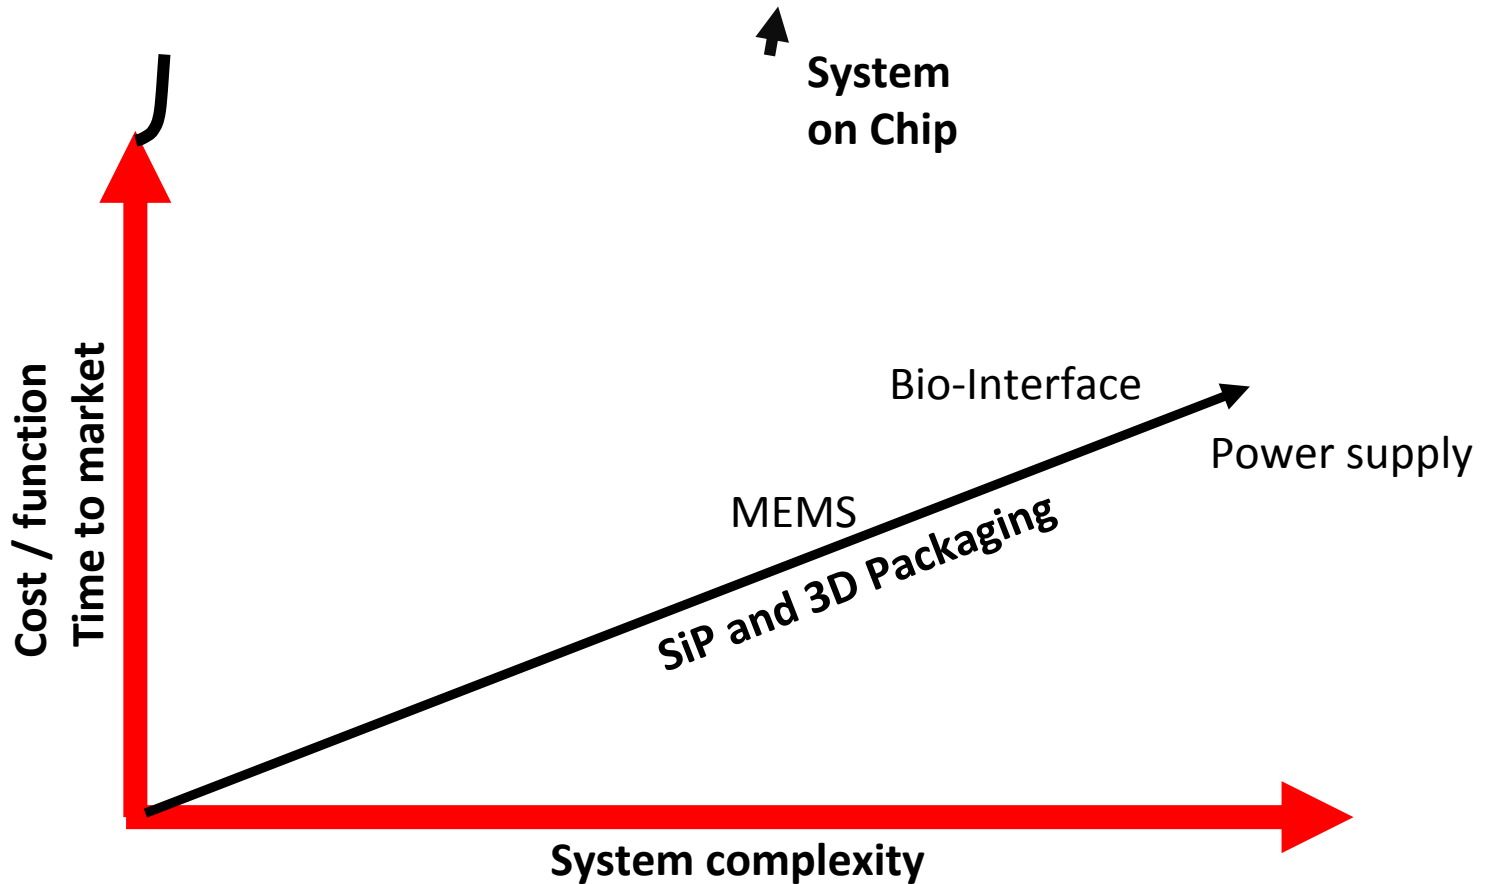 System
on Chip
Cost / function
Time to market
Bio-Interface
Power supply
MEMS
SiP and 3D Packaging
System complexity